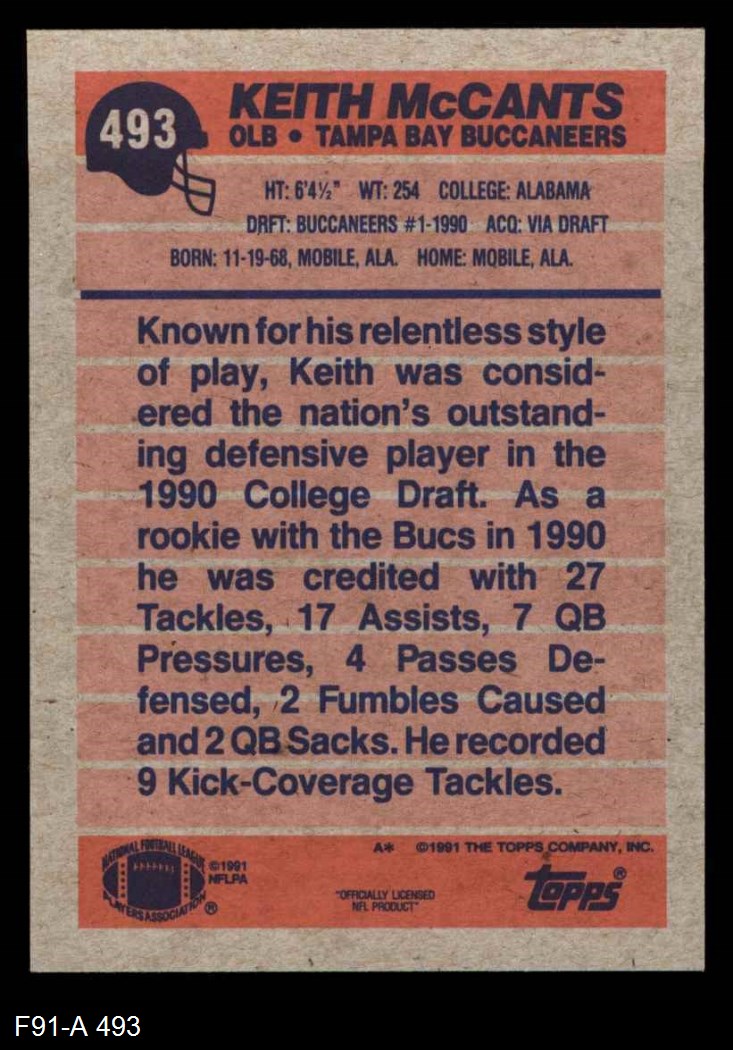 493
KEITH McCANTS
OLB • TAMPA BAY BUCCANEERS
HT: 6'4½" WT: 254 COLLEGE: ALABAMA
DRFT: BUCCANEERS #1-1990 ACQ: VIA DRAFT
BORN: 11-19-68, MOBILE, ALA. HOME: MOBILE, ALA.
Known for his relentless style
of play, Keith was consid-
ered the nation's outstand-
ing defensive player in the
1990 College Draft. As a
rookie with the Bucs in 1990
he was credited with 27
Tackles, 17 Assists, 7 QB
Pressures, 4 Passes De-
fensed, 2 Fumbles Caused
and 2 QB Sacks. He recorded
9 Kick-Coverage Tackles.
A* ©1991 THE TOPPS COMPANY, INC.
NATIONAL FOOTBALL LEAGUE
PLAYERS ASSOCIATION ®
©1991
NFLPA
"OFFICIALLY LICENSED
NFL PRODUCT"
topps®
F91-A 493